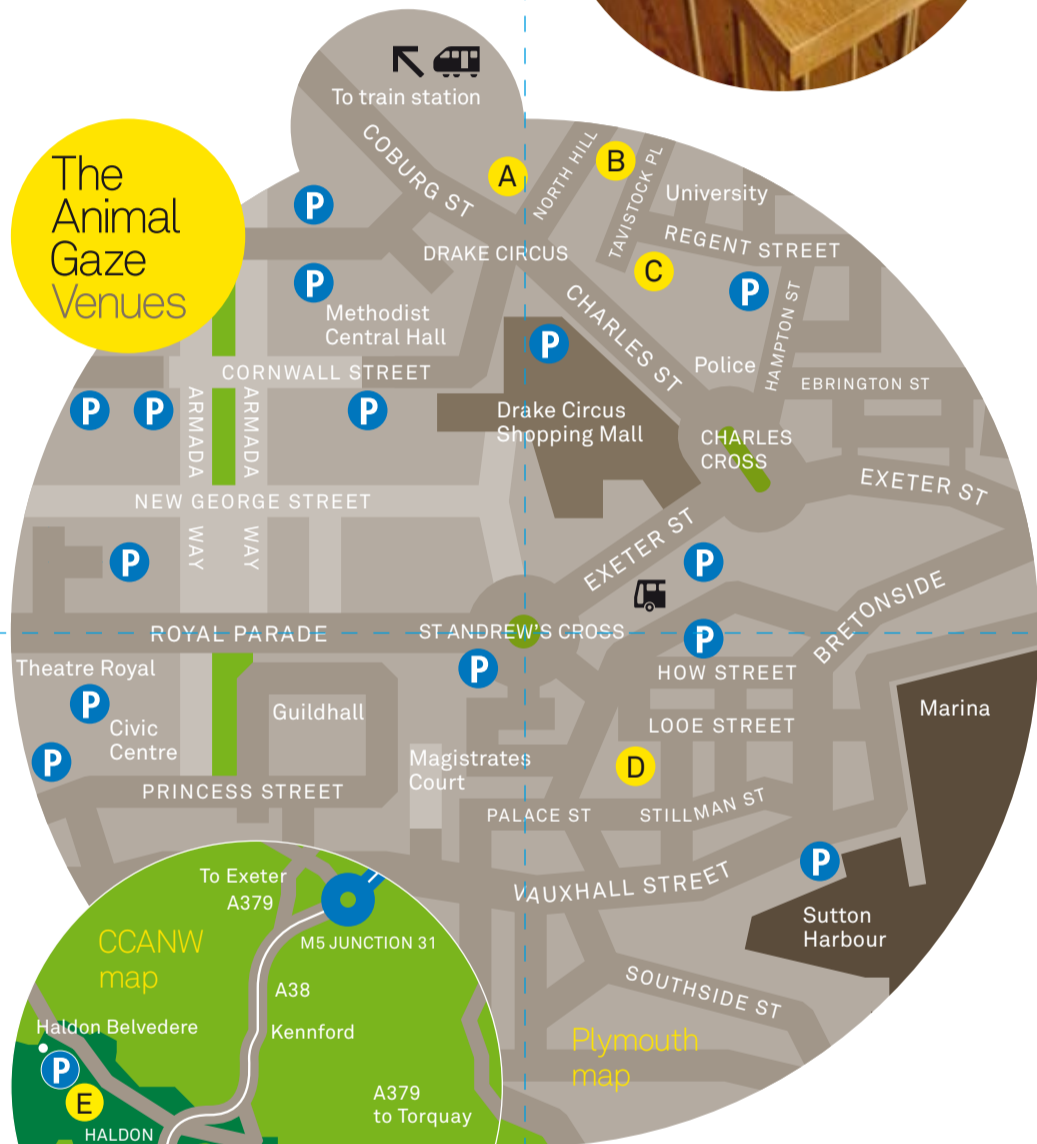 To train station
The
Animal
Gaze
Venues
COBURG ST
A
NORTH HILL
B
TAVISTOCK PL
University
REGENT STREET
P
DRAKE CIRCUS
C
P
P
HAMPTON ST
Methodist
Central Hall
CHARLES ST
P
Police
CORNWALL STREET
EBRINGTON ST
P
P
P
ARMADA
ARMADA
Drake Circus
Shopping Mall
CHARLES
CROSS
EXETER ST
NEW GEORGE STREET
WAY
WAY
P
EXETER ST
P
BRETONSIDE
ROYAL PARADE
ST ANDREW'S CROSS
P
Theatre Royal
P
HOW STREET
P
Civic
Centre
Guildhall
LOOE STREET
Marina
P
Magistrates
Court
D
PRINCESS STREET
PALACE ST
STILLMAN ST
P
VAUXHALL STREET
Sutton
Harbour
SOUTHSIDE ST
Plymouth
map
To Exeter
A379
CCANW
map
M5 JUNCTION 31
A38
Haldon Belvedere
Kennford
P
E
A379
to Torquay
HALDON